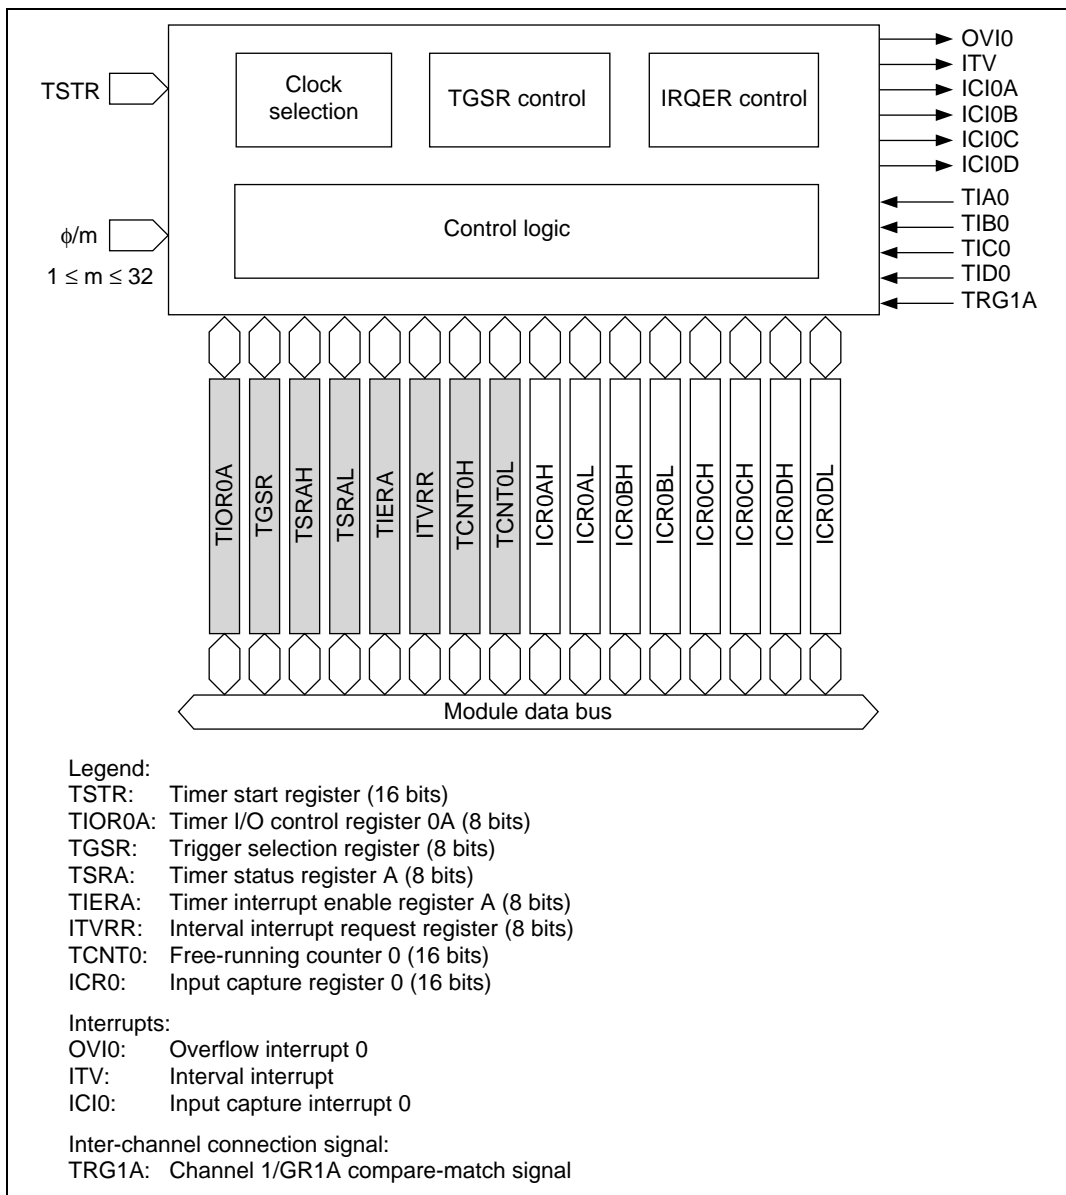 TSTR
Clock
selection
TGSR control
IRQER control
Control logic
ϕ/m
1 ≤ m ≤ 32
OVI0
ITV
ICI0A
ICI0B
ICI0C
ICI0D
TIA0
TIB0
TIC0
TID0
TRG1A
TIOR0A
TGSR
TSRAH
TSRAL
TIERA
ITVRR
TCNT0H
TCNT0L
ICR0AH
ICR0AL
ICR0BH
ICR0BL
ICR0CH
ICR0CH
ICR0DH
ICR0DL
Module data bus
Legend:
TSTR: Timer start register (16 bits)
TIOR0A: Timer I/O control register 0A (8 bits)
TGSR: Trigger selection register (8 bits)
TSRA: Timer status register A (8 bits)
TIERA: Timer interrupt enable register A (8 bits)
ITVRR: Interval interrupt request register (8 bits)
TCNT0: Free-running counter 0 (16 bits)
ICR0: Input capture register 0 (16 bits)
Interrupts:
OVI0: Overflow interrupt 0
ITV: Interval interrupt
ICI0: Input capture interrupt 0
Inter-channel connection signal:
TRG1A: Channel 1/GR1A compare-match signal